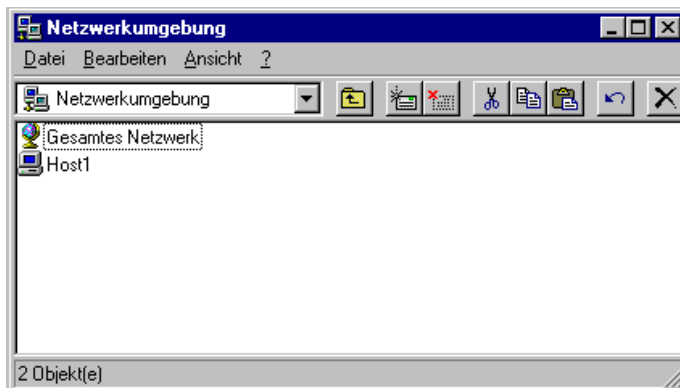 Netzwerkumgebung
Datei Bearbeiten Ansicht ?
Netzwerkumgebung
Gesamtes Netzwerk
Host1
2 Objekt(e)